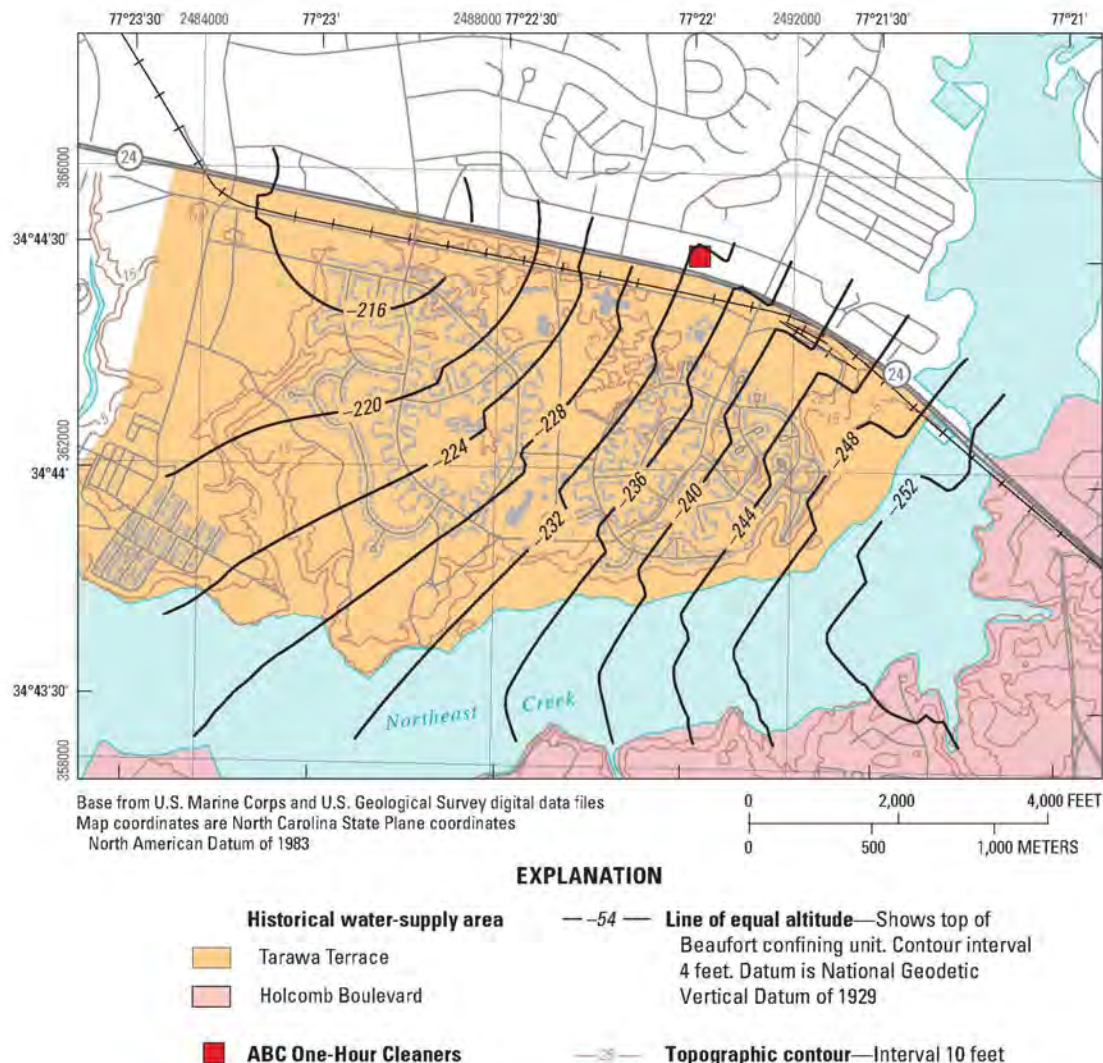 77°23'30" 2484000 77°23' 2488000 77°22'30" 77°22' 2492000 77°21'30" 77°21'
366000
24
34°44'30'
15
–216
24
–220
–228
–248
362000
34°44'
–224
–236
–240
–252
–232
–244
34°43'30'
Northeast Creek
358000
Base from U.S. Marine Corps and U.S. Geological Survey digital data files
Map coordinates are North Carolina State Plane coordinates
North American Datum of 1983
0 2,000 4,000 FEET
0 500 1,000 METERS
EXPLANATION
Historical water-supply area
Tarawa Terrace
Holcomb Boulevard
ABC One-Hour Cleaners
–54 Line of equal altitude—Shows top of
Beaufort confining unit. Contour interval
4 feet. Datum is National Geodetic
Vertical Datum of 1929
Topographic contour—Interval 10 feet